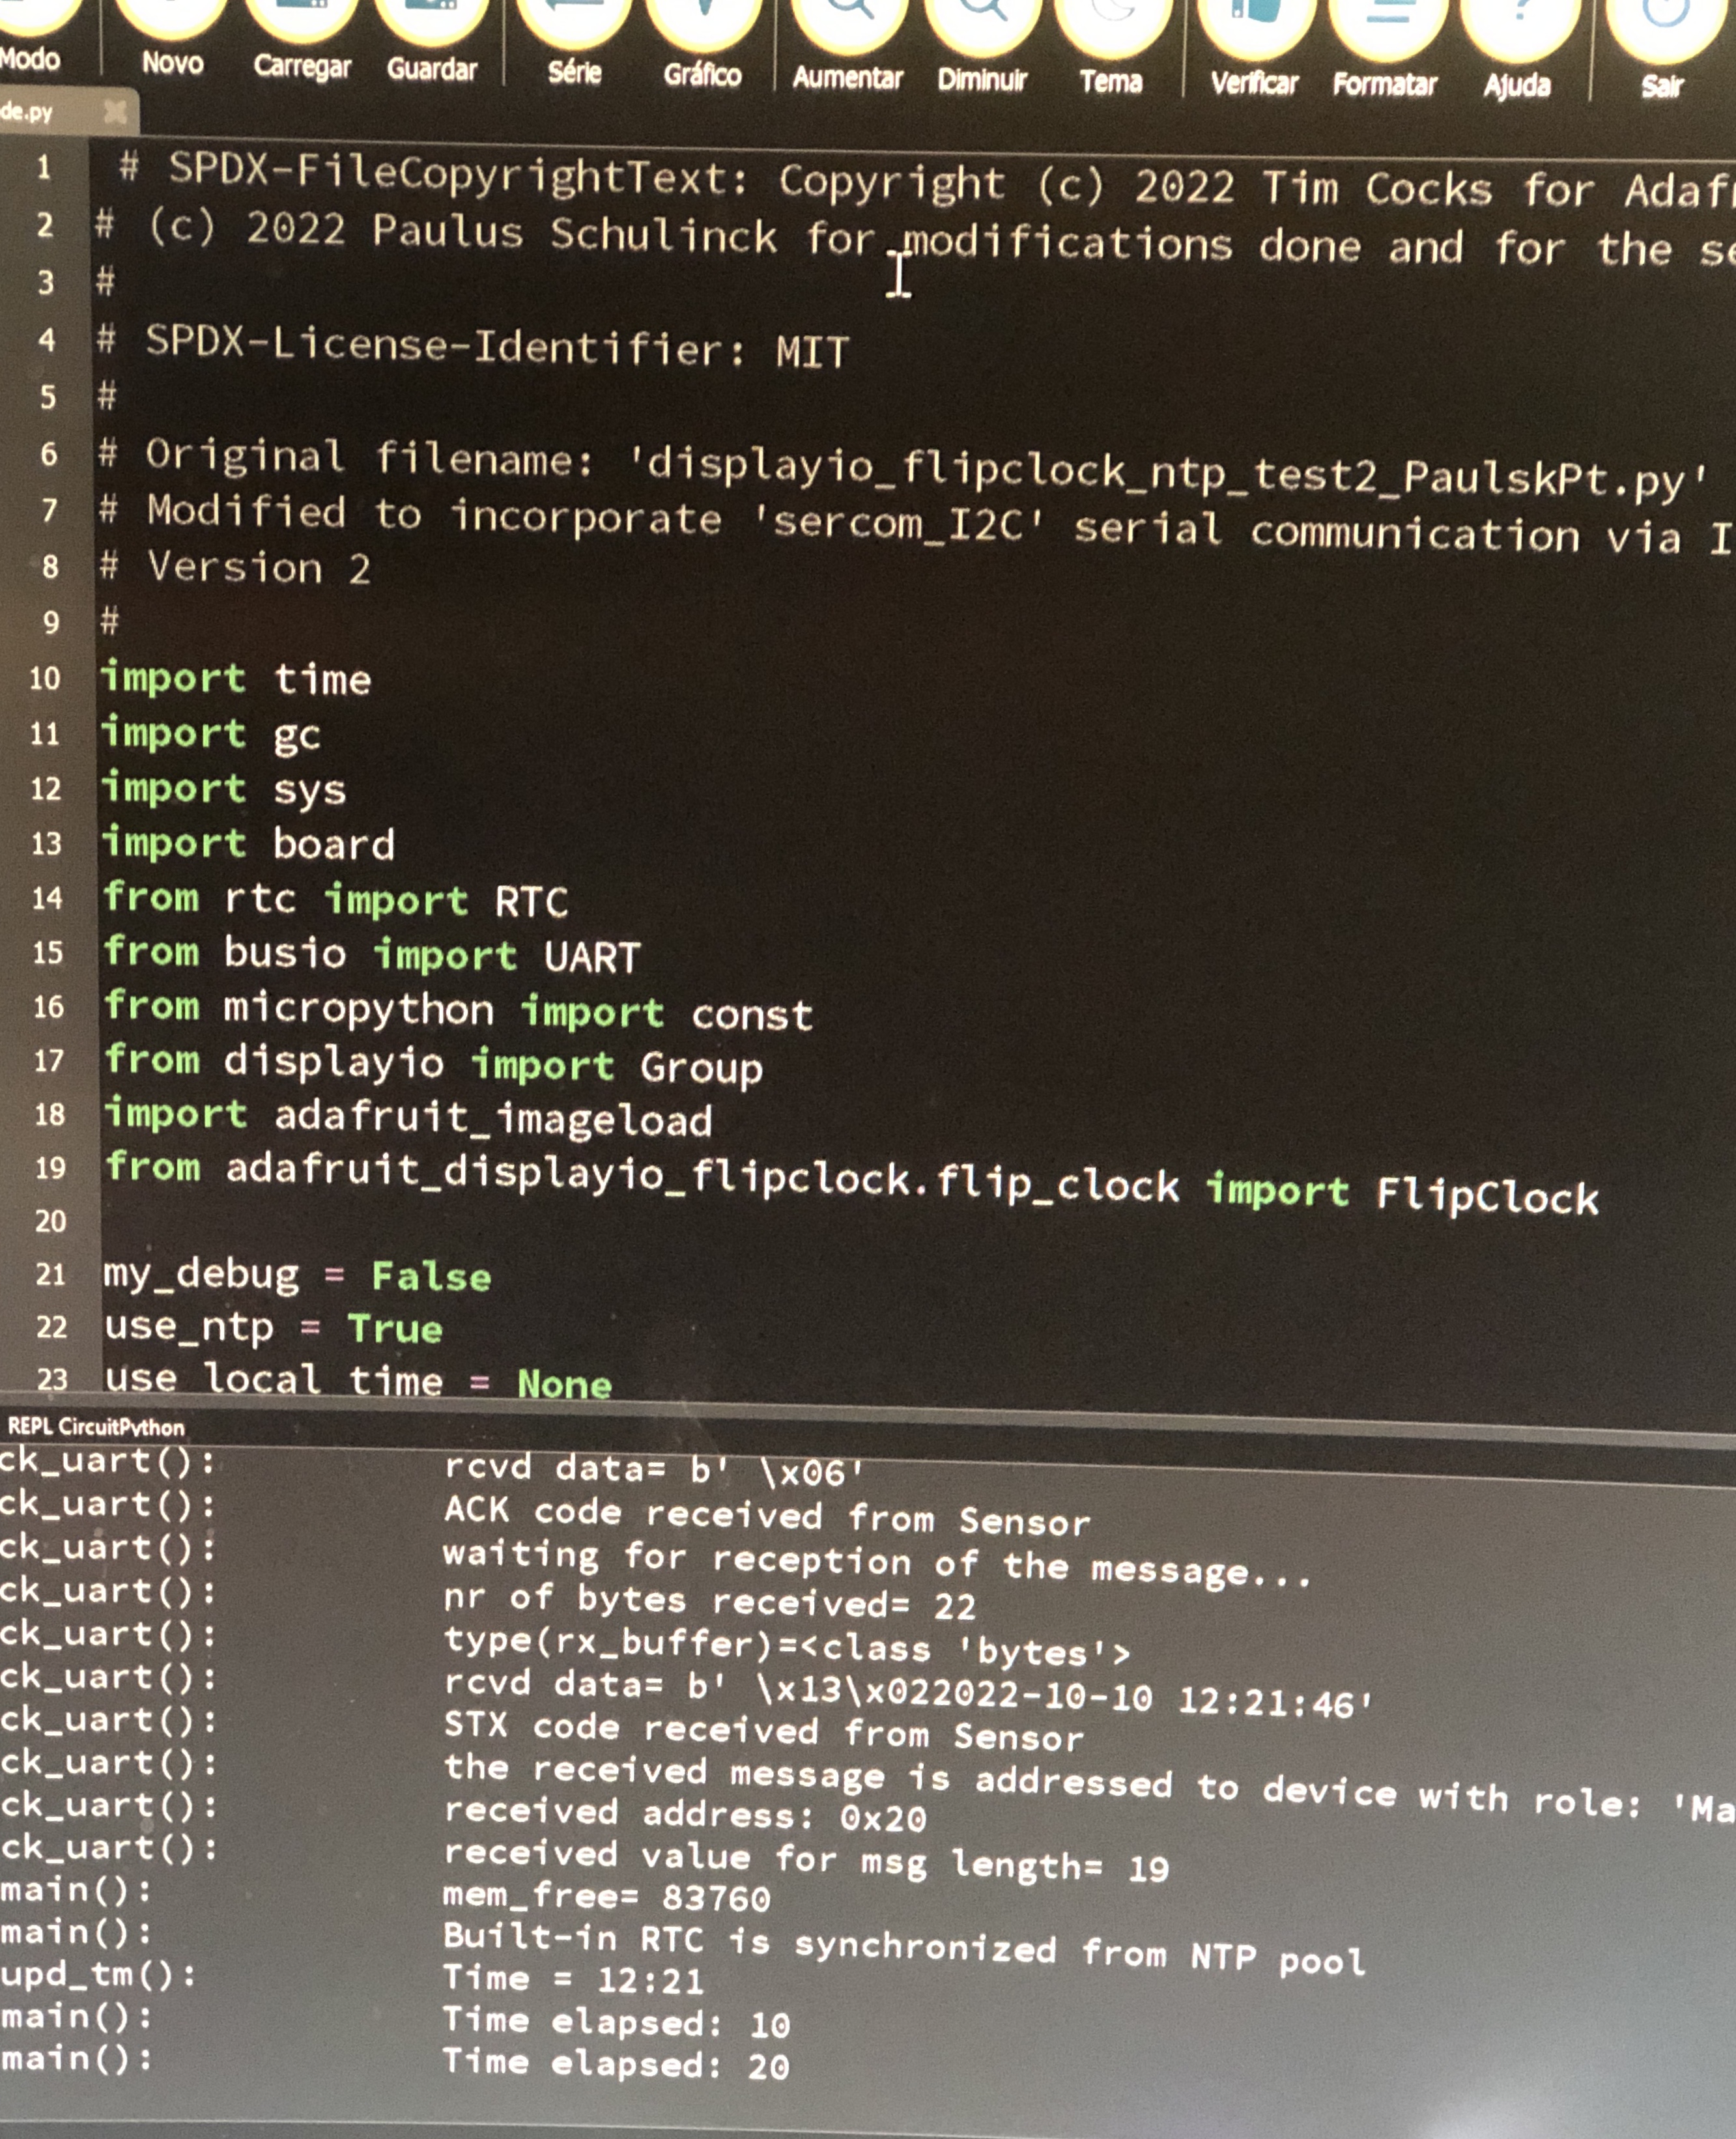 Modo Novo Carregar Guardar Série Gráfico Aumentar Diminuir Tema Verificar Formatar Ajuda Sair
de.py
1 # SPDX-FileCopyrightText: Copyright (c) 2022 Tim Cocks for Adaf
2 # (c) 2022 Paulus Schulinck for modifications done and for the se
3 #
4 # SPDX-License-Identifier: MIT
5 #
6 # Original filename: 'displayio_flipclock_ntp_test2_PaulskPt.py'
7 # Modified to incorporate 'sercom_I2C' serial communication via I
8 # Version 2
9 #
10 import time
11 import gc
12 import sys
13 import board
14 from rtc import RTC
15 from busio import UART
16 from micropython import const
17 from displayio import Group
18 import adafruit_imageload
19 from adafruit_displayio_flipclock.flip_clock import FlipClock
20
21 my_debug = False
22 use_ntp = True
23 use_local_time = None
REPL CircuitPython
ck_uart(): rcvd data= b' \x06'
ck_uart(): ACK code received from Sensor
ck_uart(): waiting for reception of the message...
ck_uart(): nr of bytes received= 22
ck_uart(): type(rx_buffer)=<class 'bytes'>
ck_uart(): rcvd data= b' \x13\x022022-10-10 12:21:46'
ck_uart(): STX code received from Sensor
ck_uart(): the received message is addressed to device with role: 'Ma
ck_uart(): received address: 0x20
ck_uart(): received value for msg length= 19
main(): mem_free= 83760
main(): Built-in RTC is synchronized from NTP pool
upd_tm(): Time = 12:21
main(): Time elapsed: 10
main(): Time elapsed: 20